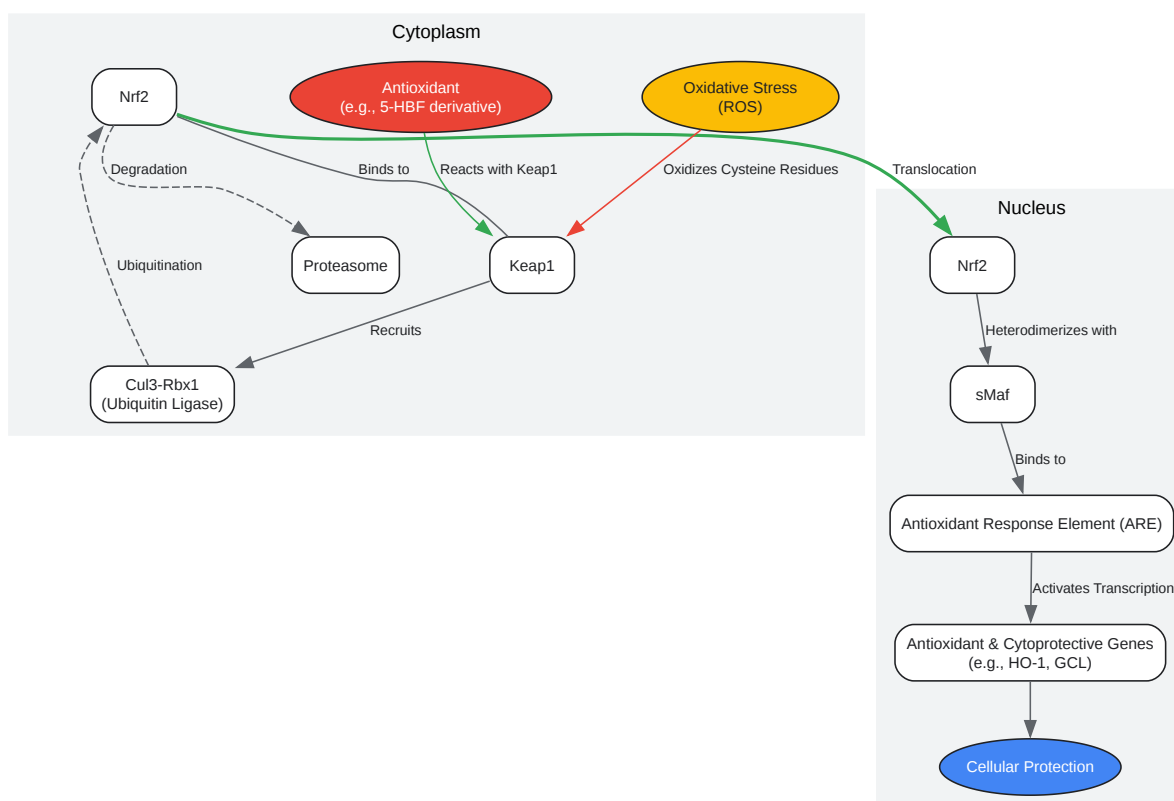 Cytoplasm
Nrf2
Antioxidant
(e.g., 5-HBF derivative)
Oxidative Stress
(ROS)
Degradation
Binds to
Reacts with Keap1
Oxidizes Cysteine Residues
Translocation
Nucleus
Ubiquitination
Proteasome
Keap1
Nrf2
Recruits
Heterodimerizes with
Cul3-Rbx1
(Ubiquitin Ligase)
sMaf
Binds to
Antioxidant Response Element (ARE)
Activates Transcription
Antioxidant & Cytoprotective Genes
(e.g., HO-1, GCL)
Cellular Protection